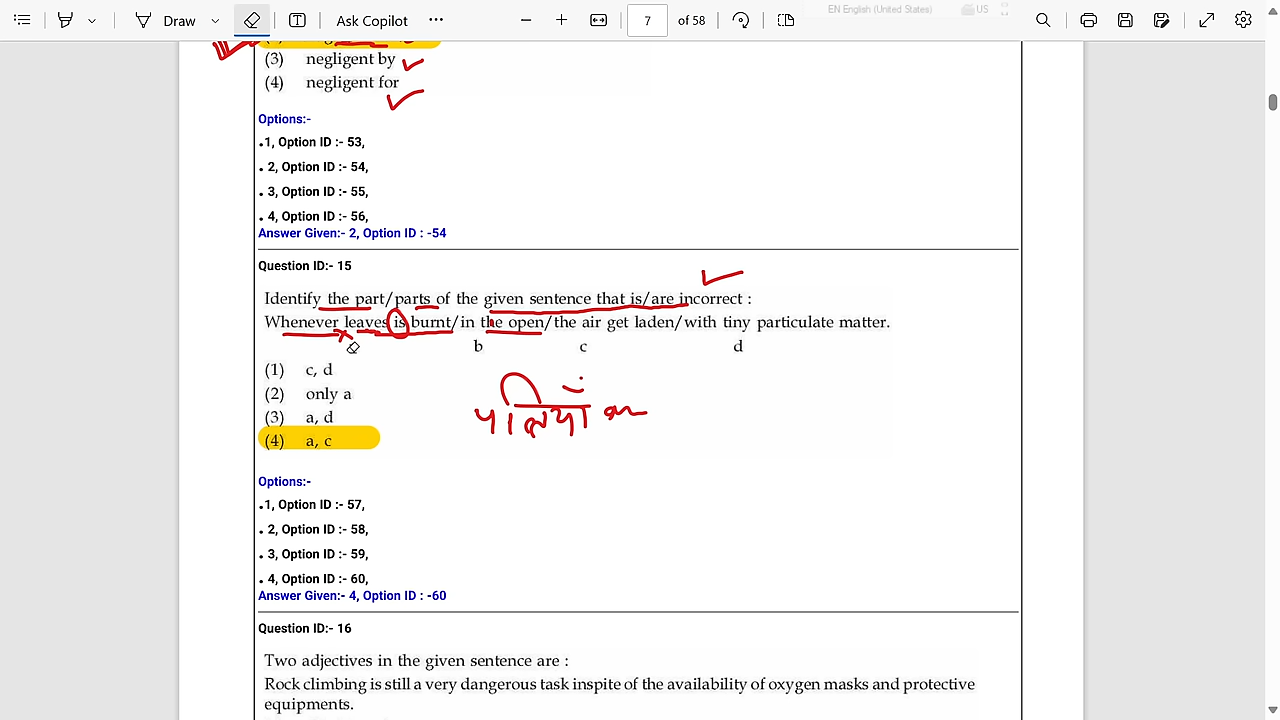 Draw
Ask Copilot
7 of 58
EN English (United States)
US
(3) negligent by
(4) negligent for
Options:-
1, Option ID :- 53,
2, Option ID :- 54,
3, Option ID :- 55,
4, Option ID :- 56,
Answer Given:- 2, Option ID : -54
Question ID:- 15
Identify the part/parts of the given sentence that is/are incorrect :
Whenever leaves is burnt/in the open/the air get laden/with tiny particulate matter.
b c d
(1) c, d
(2) only a
(3) a, d
(4) a, c
Options:-
1, Option ID :- 57,
2, Option ID :- 58,
3, Option ID :- 59,
4, Option ID :- 60,
Answer Given:- 4, Option ID : -60
Question ID:- 16
Two adjectives in the given sentence are :
Rock climbing is still a very dangerous task inspite of the availability of oxygen masks and protective
equipments.